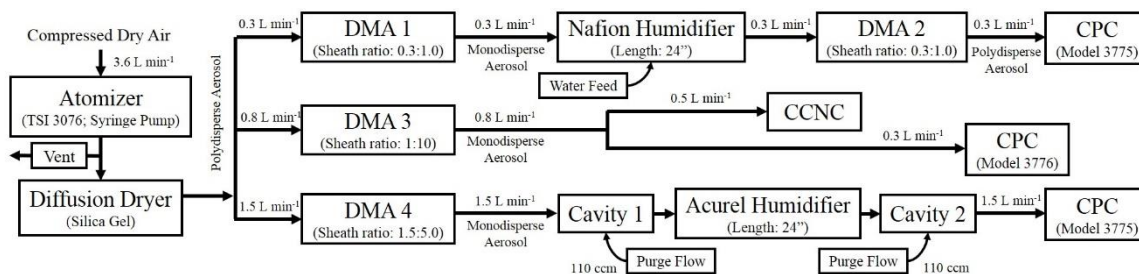 Compressed Dry Air
3.6 L min⁻¹
Atomizer
(TSI 3076; Syringe Pump)
Vent
Diffusion Dryer
(Silica Gel)
Polydisperse Aerosol
0.3 L min⁻¹
DMA 1
(Sheath ratio: 0.3:1.0)
0.3 L min⁻¹
Monodisperse
Aerosol
Nafion Humidifier
(Length: 24”)
Water Feed
0.3 L min⁻¹
DMA 2
(Sheath ratio: 0.3:1.0)
0.3 L min⁻¹
Polydisperse
Aerosol
CPC
(Model 3775)
0.8 L min⁻¹
DMA 3
(Sheath ratio: 1:10)
0.8 L min⁻¹
Monodisperse
Aerosol
0.5 L min⁻¹
CCNC
0.3 L min⁻¹
CPC
(Model 3776)
1.5 L min⁻¹
DMA 4
(Sheath ratio: 1.5:5.0)
1.5 L min⁻¹
Monodisperse
Aerosol
Cavity 1
110 ccm
Purge Flow
Acurel Humidifier
(Length: 24”)
Cavity 2
Purge Flow
110 ccm
1.5 L min⁻¹
CPC
(Model 3775)